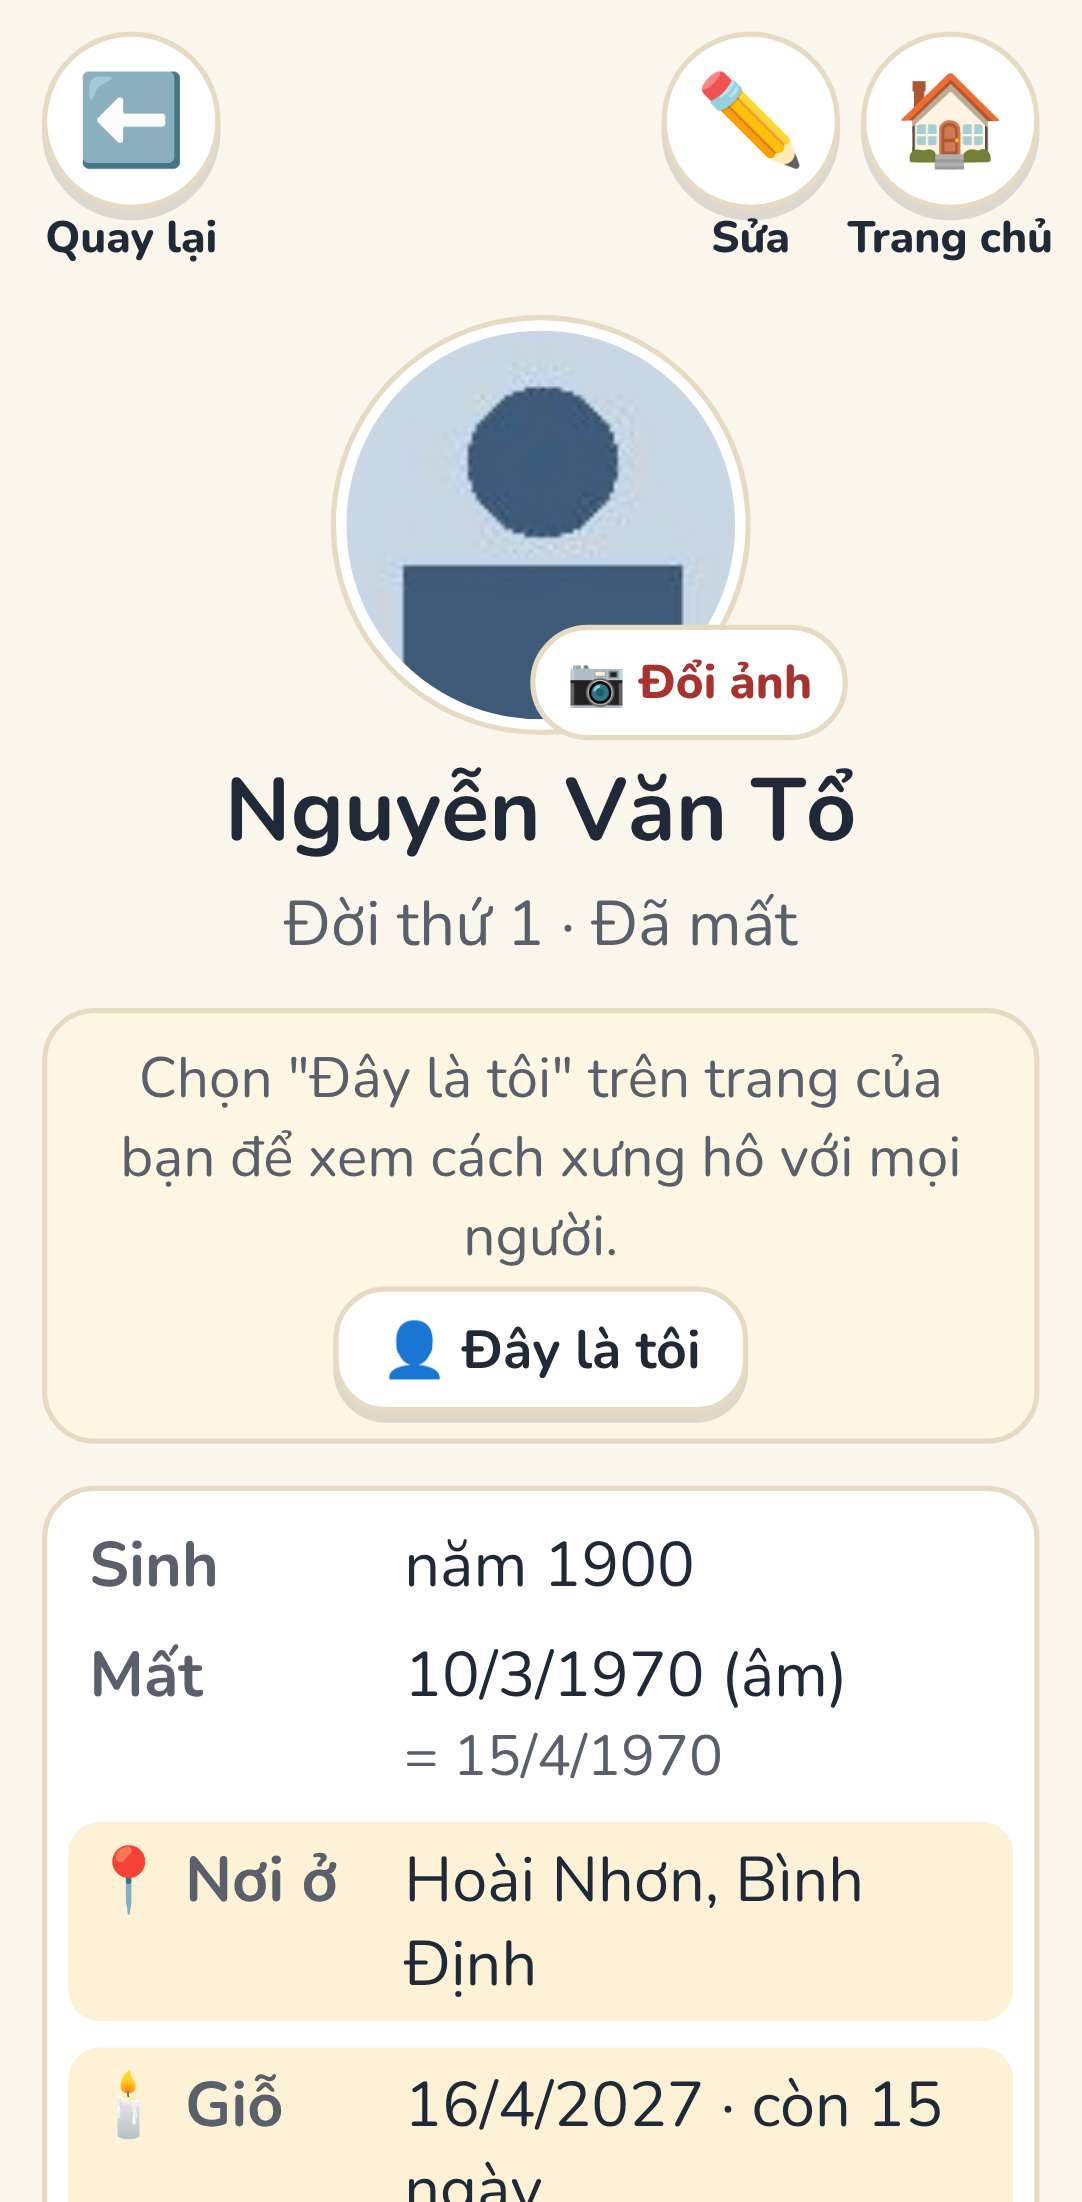 Quay lại
Sửa
Trang chủ
Đổi ảnh
Nguyễn Văn Tổ
Đời thứ 1 · Đã mất
Chọn "Đây là tôi" trên trang của
bạn để xem cách xưng hô với mọi
người.
Đây là tôi
Sinh năm 1900
Mất 10/3/1970 (âm)
= 15/4/1970
Nơi ở Hoài Nhơn, Bình
Định
Giỗ 16/4/2027 · còn 15
ngày